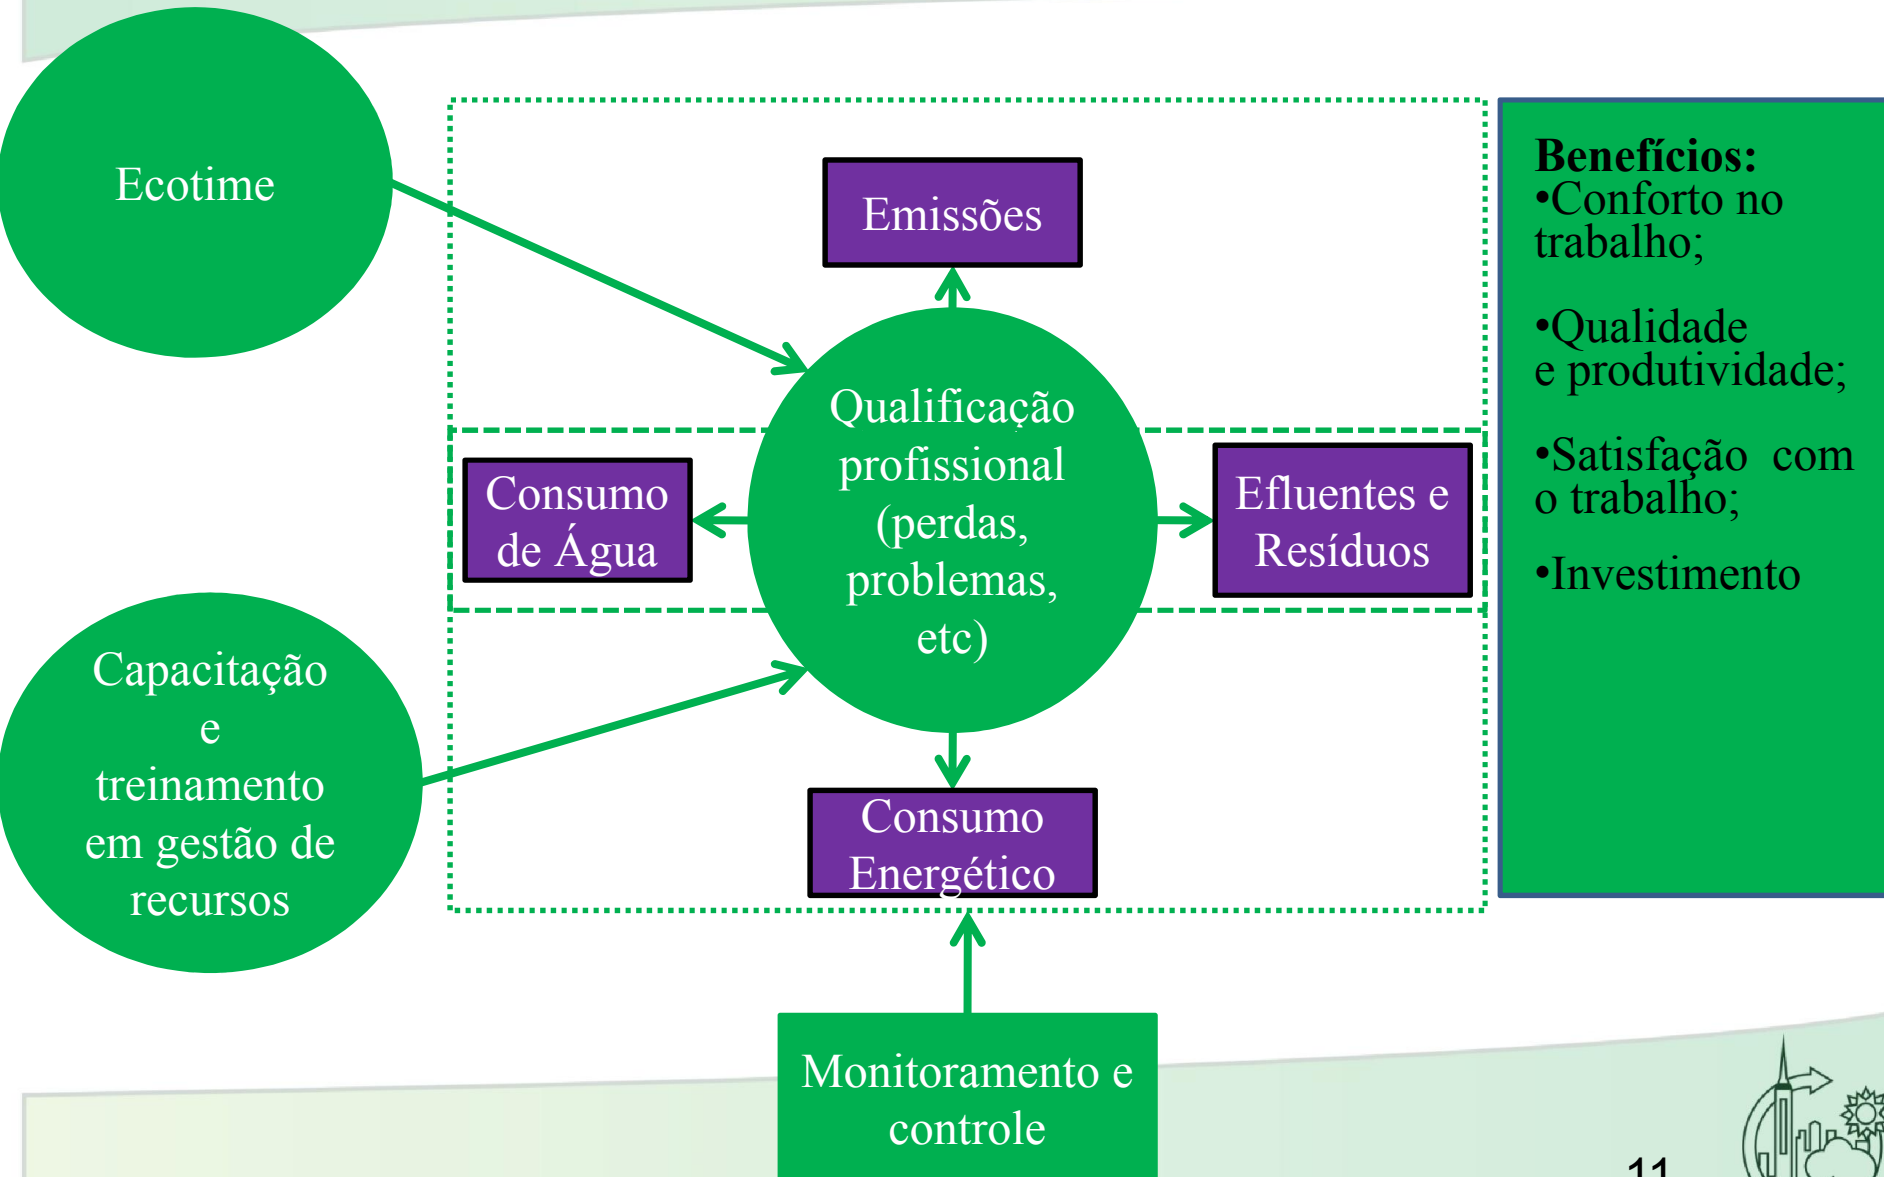 Ecotime
Emissões
Qualificação
profissional
(perdas,
problemas,
etc)
Consumo
de Água
Efluentes e
Resíduos
Capacitação
e
treinamento
em gestão de
recursos
Consumo
Energético
Monitoramento e
controle
Benefícios:
•Conforto no
trabalho;
•Qualidade
e produtividade;
•Satisfação com
o trabalho;
•Investimento
11